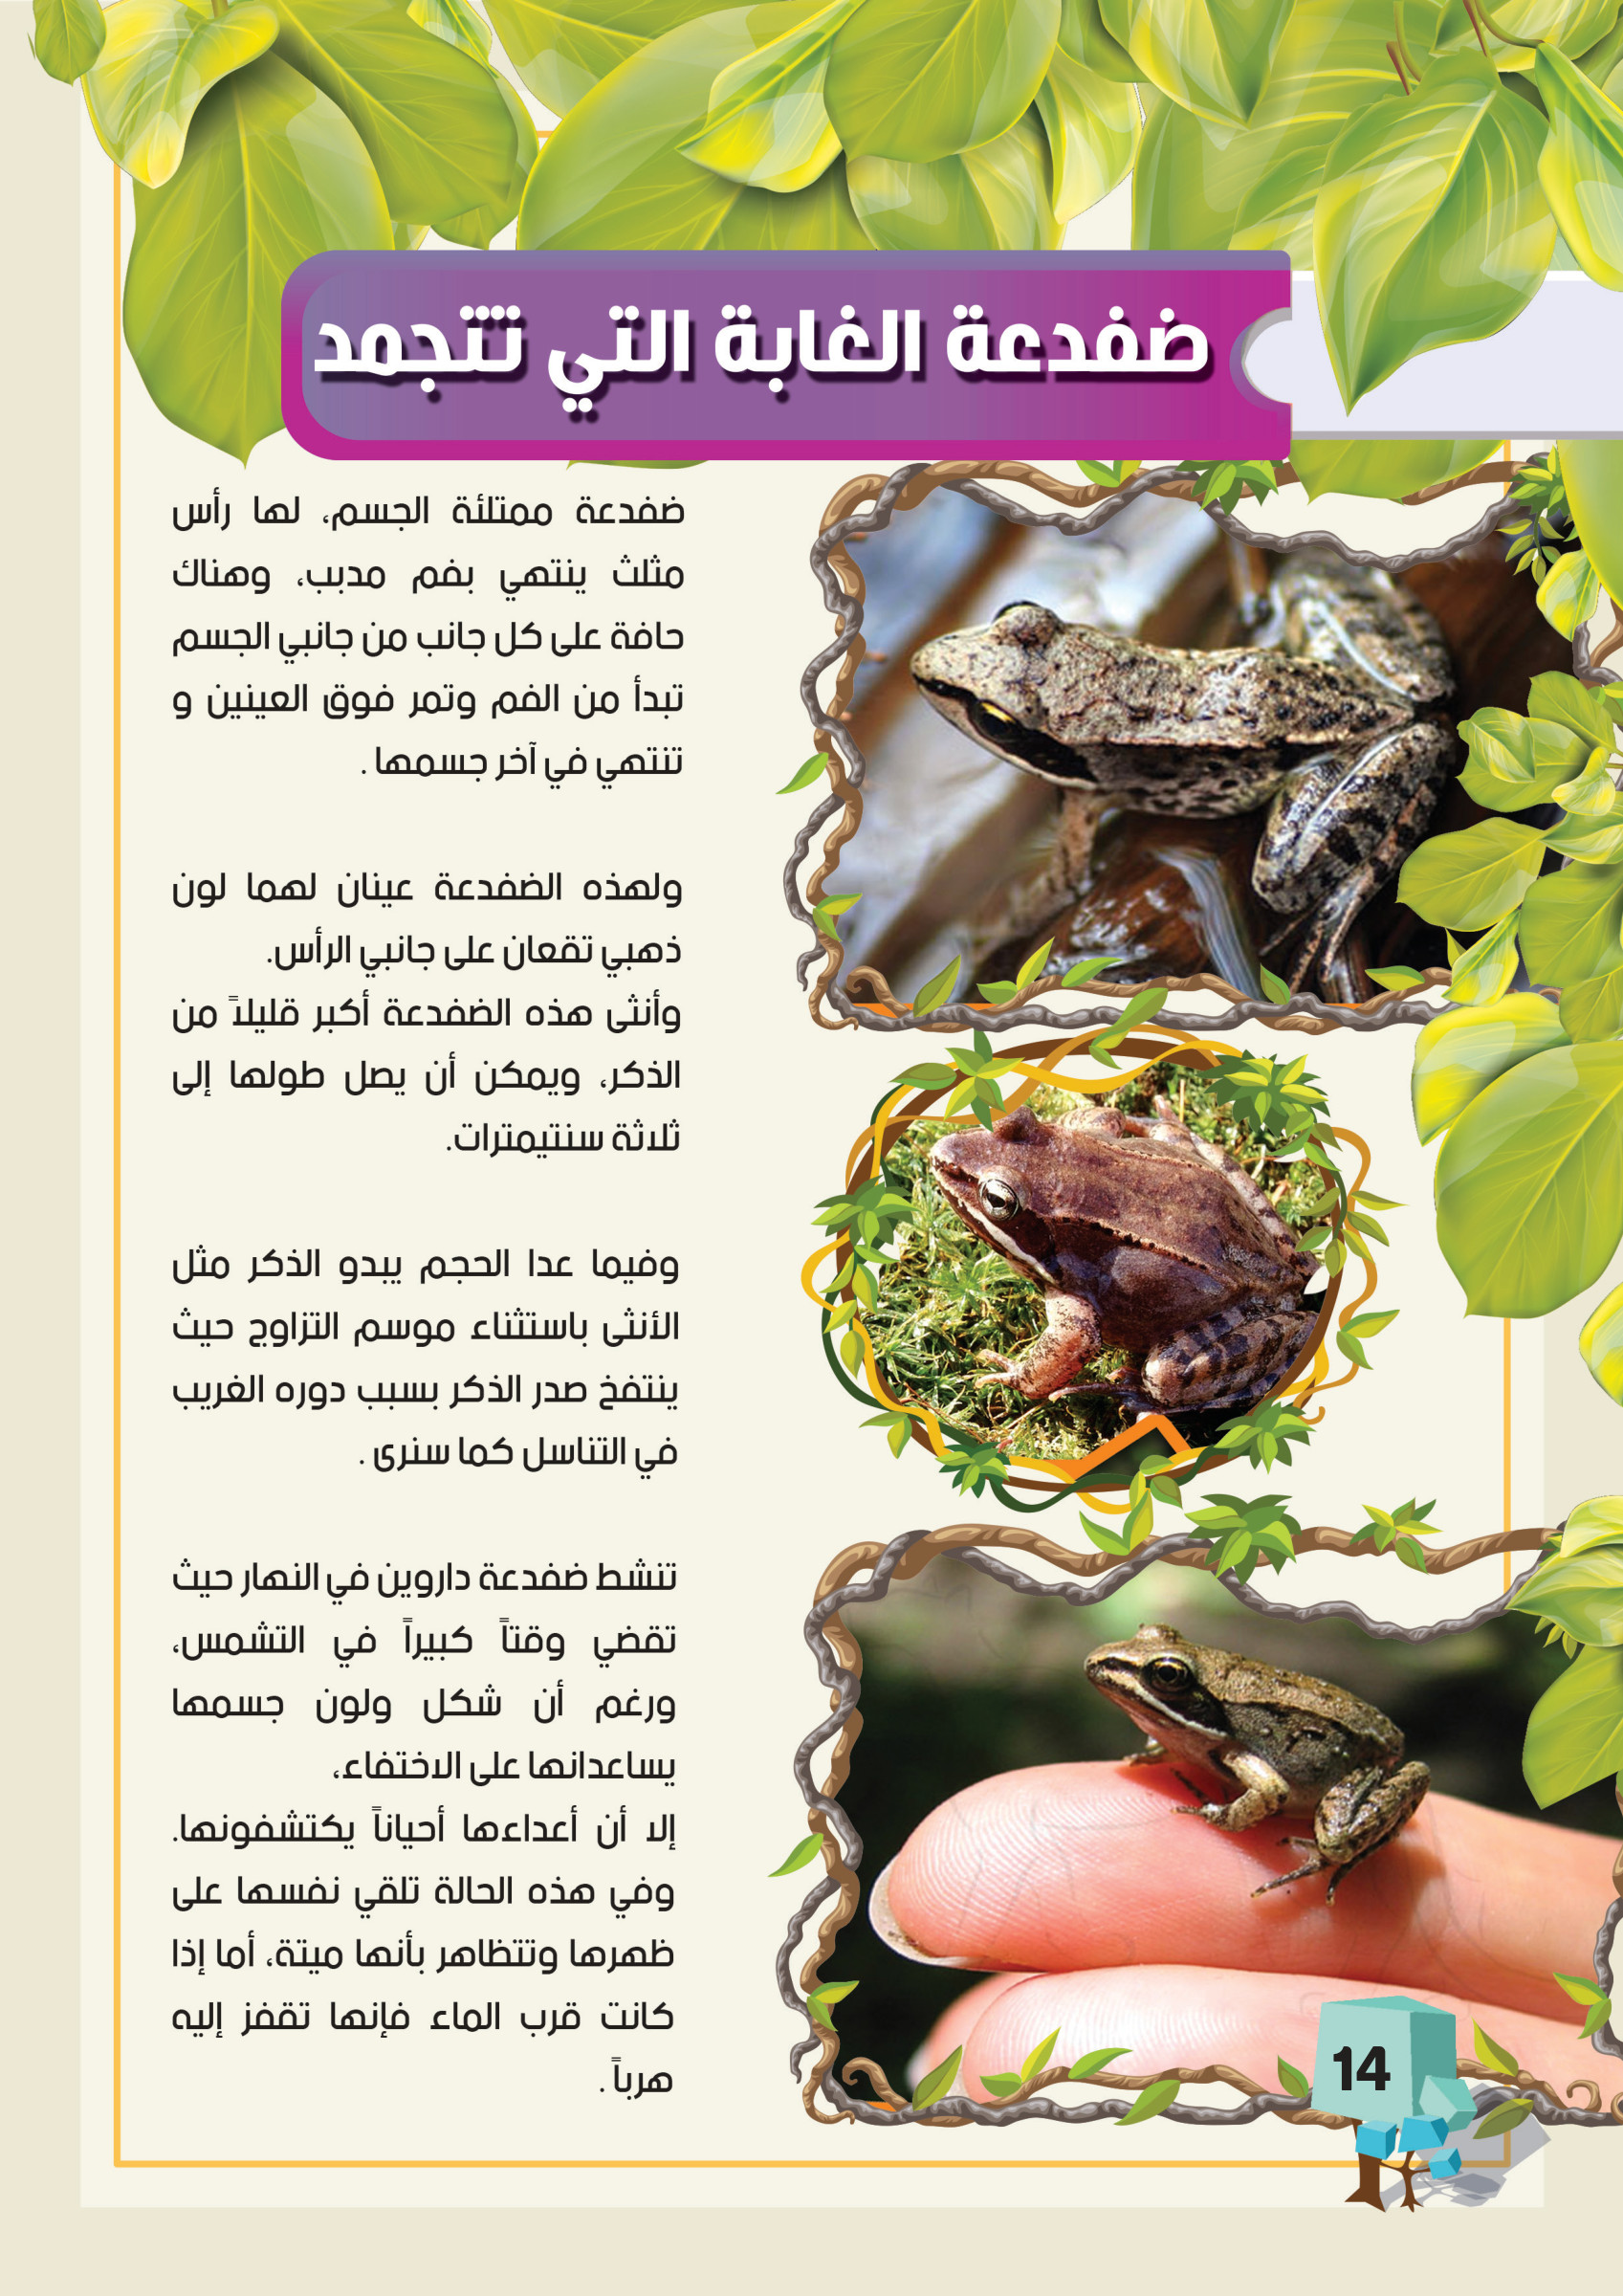 ضفدعة الغابة التي تتجمد
ضفدعة ممتلئة الجسم، لها رأس
مثلث ينتهي بفم مدبب، وهناك
حافة على كل جانب من جانبي الجسم
تبدأ من الفم وتمر فوق العينين و
تنتهي في آخر جسمها .
ولهذه الضفدعة عينان لهما لون
ذهبي تقعان على جانبي الرأس.
وأنثى هذه الضفدعة أكبر قليلاً من
الذكر، ويمكن أن يصل طولها إلى
ثلاثة سنتيمترات.
وفيما عدا الحجم يبدو الذكر مثل
الأنثى باستثناء موسم التزاوج حيث
ينتفخ صدر الذكر بسبب دوره الغريب
في التناسل كما سنرى .
تنشط ضفدعة داروين في النهار حيث
تقضي وقتاً كبيراً في التشمس،
ورغم أن شكل ولون جسمها
يساعدانها على الاختفاء،
إلا أن أعداءها أحياناً يكتشفونها.
وفي هذه الحالة تلقي نفسها على
ظهرها وتتظاهر بأنها ميتة، أما إذا
كانت قرب الماء فإنها تقفز إليه
هرباً .
14